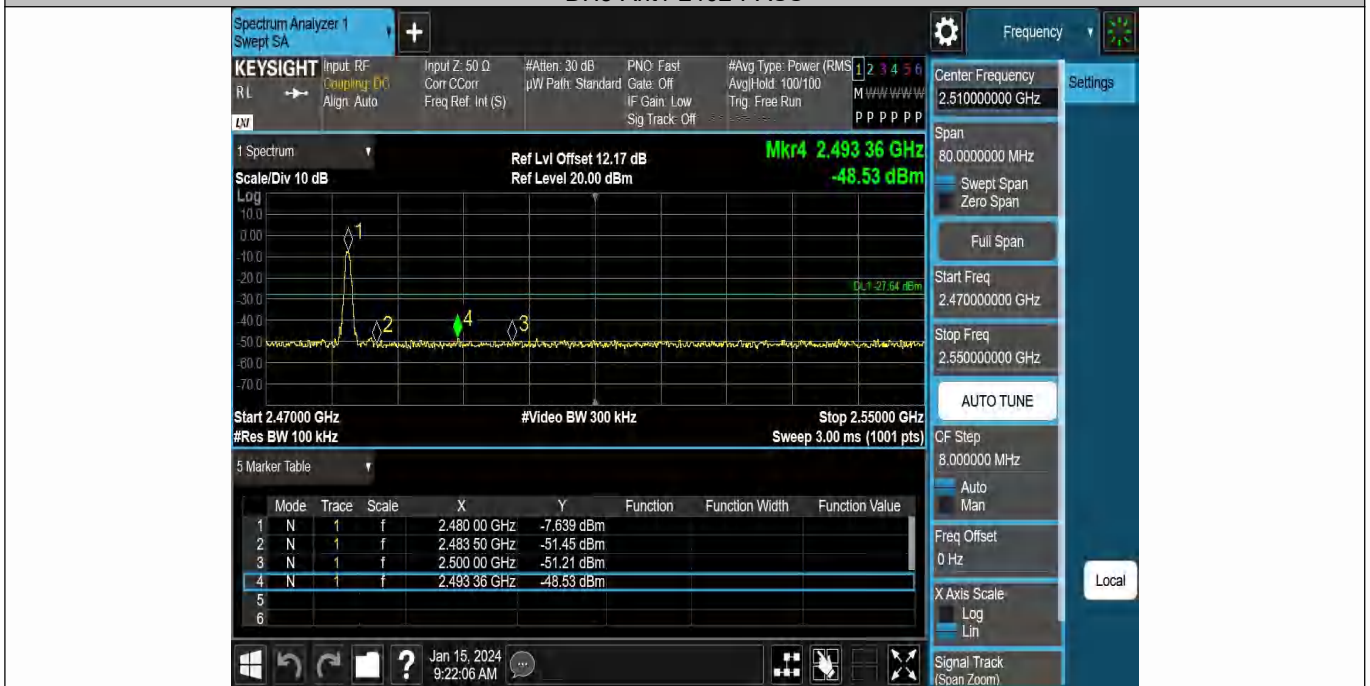 Spectrum Analyzer 1
Swept SA
+
Frequency
KEYSIGHT
RL
LXI
Input: RF
Coupling: DC
Align: Auto
Input Z: 50 Ω
Corr CCorr
Freq Ref: Int (S)
#Atten: 30 dB
µW Path: Standard
PNO: Fast
Gate: Off
IF Gain: Low
Sig Track: Off
#Avg Type: Power (RMS
Avg|Hold: 100/100
Trig: Free Run
1 2 3 4 5 6
M W W W W W
P P P P P P
1 Spectrum
Scale/Div 10 dB
Ref Lvl Offset 12.17 dB
Ref Level 20.00 dBm
Mkr4 2.493 36 GHz
-48.53 dBm
Log
10.0
0.00
-10.0
-20.0
-30.0
-40.0
-50.0
-60.0
-70.0
1
2
4
3
DL1 -27.64 dBm
Start 2.47000 GHz
#Video BW 300 kHz
Stop 2.55000 GHz
#Res BW 100 kHz
Sweep 3.00 ms (1001 pts)
5 Marker Table
Mode Trace Scale X Y Function Function Width Function Value
1 N 1 f 2.480 00 GHz -7.639 dBm
2 N 1 f 2.483 50 GHz -51.45 dBm
3 N 1 f 2.500 00 GHz -51.21 dBm
4 N 1 f 2.493 36 GHz -48.53 dBm
5
6
?
Jan 15, 2024
9:22:06 AM
Center Frequency
2.510000000 GHz
Settings
Span
80.0000000 MHz
Swept Span
Zero Span
Full Span
Start Freq
2.470000000 GHz
Stop Freq
2.550000000 GHz
AUTO TUNE
CF Step
8.000000 MHz
Auto
Man
Freq Offset
0 Hz
X Axis Scale
Log
Lin
Local
Signal Track
(Span Zoom)